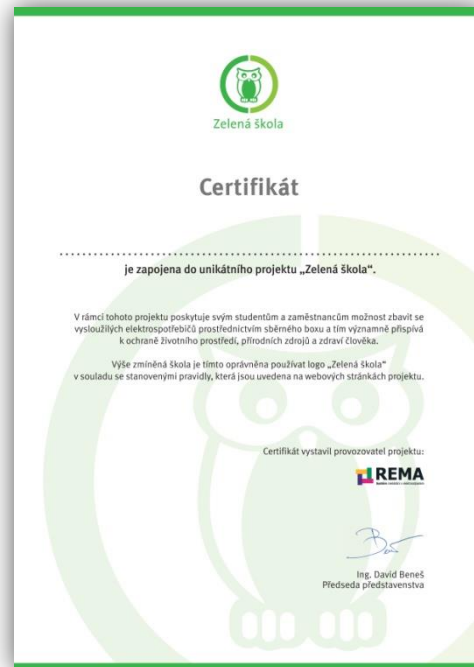 Zelená škola
Certifikát
je zapojena do unikátního projektu „Zelená škola“.
V rámci tohoto projektu poskytuje svým studentům a zaměstnancům možnost zbavit se
vysloužilých elektrospotřebičů prostřednictvím sběrného boxu a tím významně přispívá
k ochraně životního prostředí, přírodních zdrojů a zdraví člověka.
Výše zmíněná škola je tímto oprávněna používat logo „Zelená škola“
v souladu se stanovenými pravidly, která jsou uvedena na webových stránkách projektu.
Certifikát vystavil provozovatel projektu:
REMA
Ing. David Beneš
Předseda představenstva